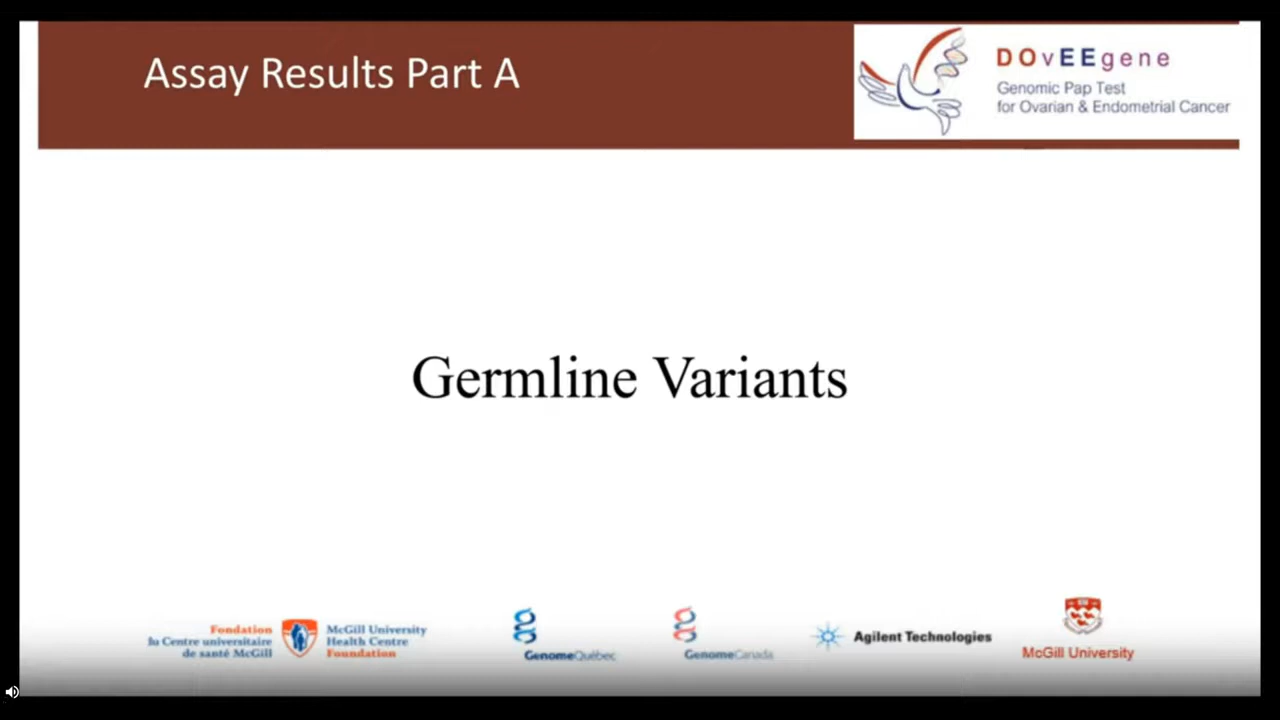 Assay Results Part A
DOvEEgene
Genomic Pap Test
for Ovarian & Endometrial Cancer
Germline Variants
Fondation
du Centre universitaire
de santé McGill
McGill University
Health Centre
Foundation
GenomeQuébec
GenomeCanada
Agilent Technologies
McGill University